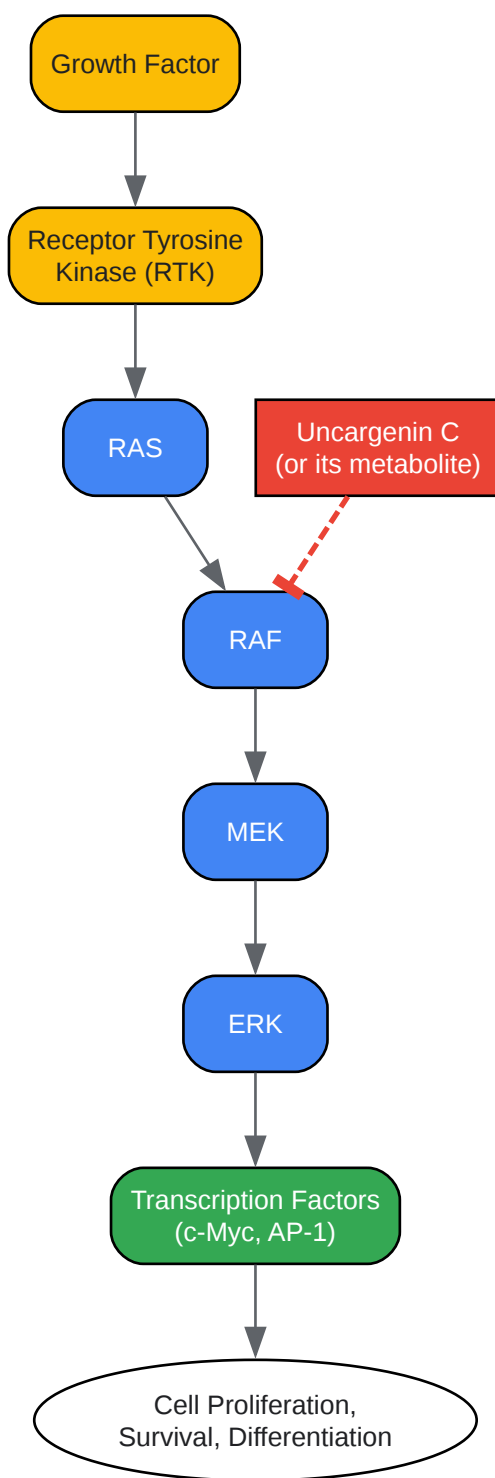 Growth Factor
Receptor Tyrosine
Kinase (RTK)
RAS
Uncargenin C
(or its metabolite)
RAF
MEK
ERK
Transcription Factors
(c-Myc, AP-1)
Cell Proliferation,
Survival, Differentiation